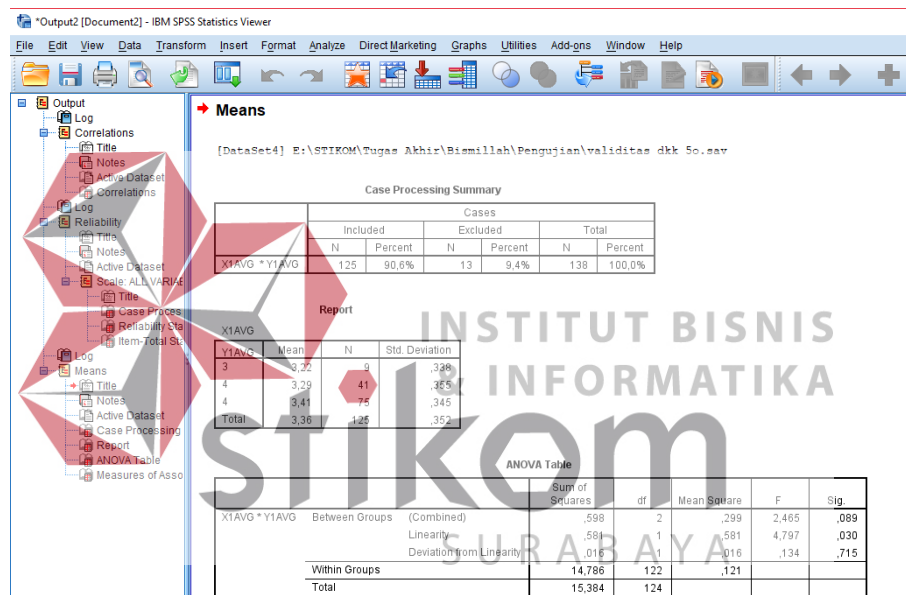 *Output2 [Document2] - IBM SPSS Statistics Viewer
File Edit View Data Transform Insert Format Analyze Direct Marketing Graphs Utilities Add-ons Window Help
Output
Log
Correlations
Title
Notes
Active Dataset
Correlations
Log
Reliability
Title
Notes
Active Dataset
Scale: ALL VARIAE
Title
Case Proces
Reliability Sta
Item-Total Sta
Log
Means
Title
Notes
Active Dataset
Case Processing
Report
ANOVA Table
Measures of Asso
Means
[DataSet4] E:\STIKOM\Tugas Akhir\Bismillah\Pengujian\validitas dkk 5o.sav
Case Processing Summary
Cases
Included Excluded Total
N Percent N Percent N Percent
X1AVG * Y1AVG 125 90,6% 13 9,4% 138 100,0%
Report
X1AVG
Y1AVG Mean N Std. Deviation
3 3,22 9 ,338
4 3,29 41 ,355
4 3,41 75 ,345
Total 3,36 125 ,352
ANOVA Table
Sum of Squares df Mean Square F Sig.
X1AVG * Y1AVG Between Groups (Combined) ,598 2 ,299 2,465 ,089
Linearity ,581 1 ,581 4,797 ,030
Deviation from Linearity ,016 1 ,016 ,134 ,715
Within Groups 14,786 122 ,121
Total 15,384 124
INSTITUT BISNIS
& INFORMATIKA
stikom
SURABAYA